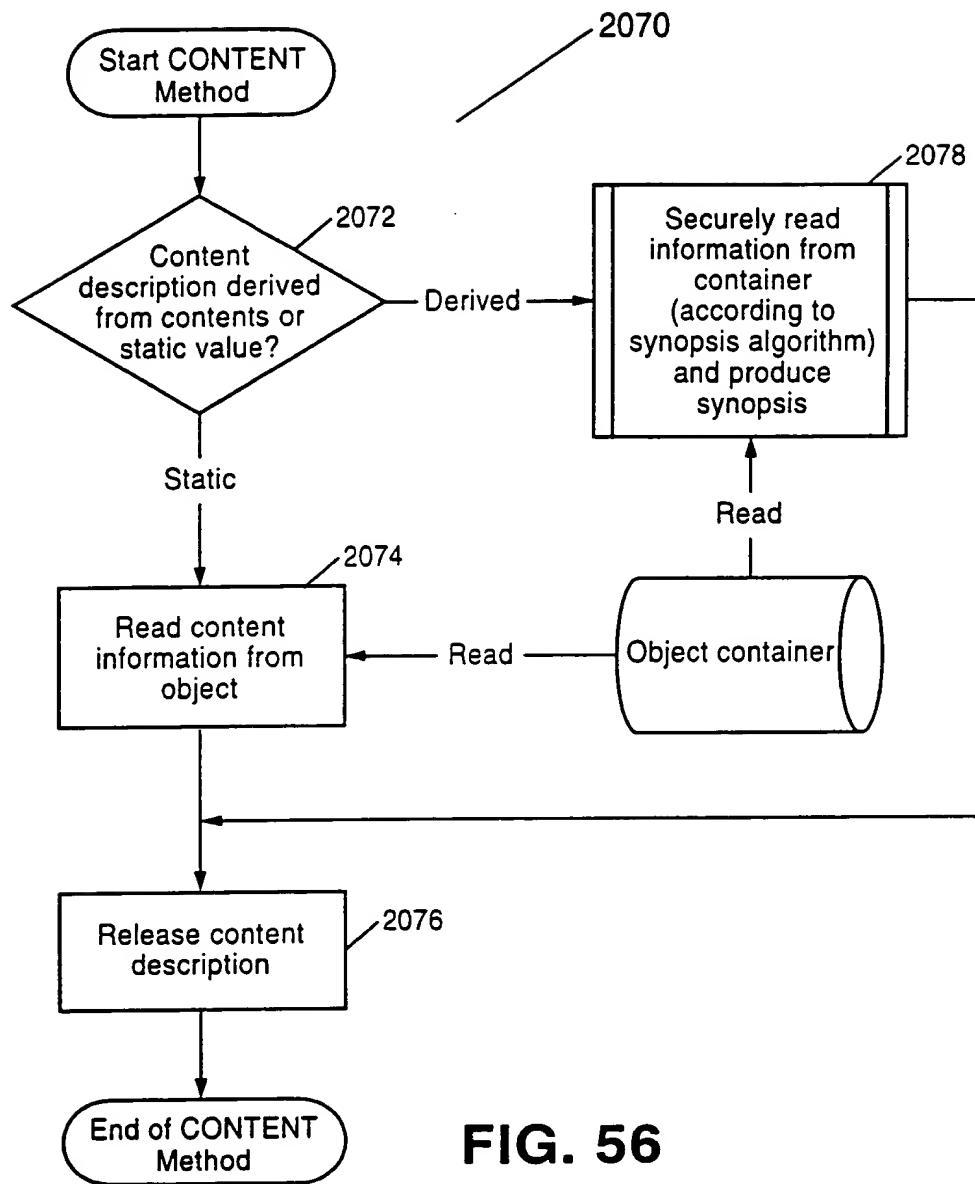 2070
Start CONTENT
Method
2078
2072
Content
description derived
from contents or
static value?
Derived
Securely read
information from
container
(according to
synopsis algorithm)
and produce
synopsis
Static
Read
2074
Read content
information from
object
Read
Object container
2076
Release content
description
End of CONTENT
Method
FIG. 56